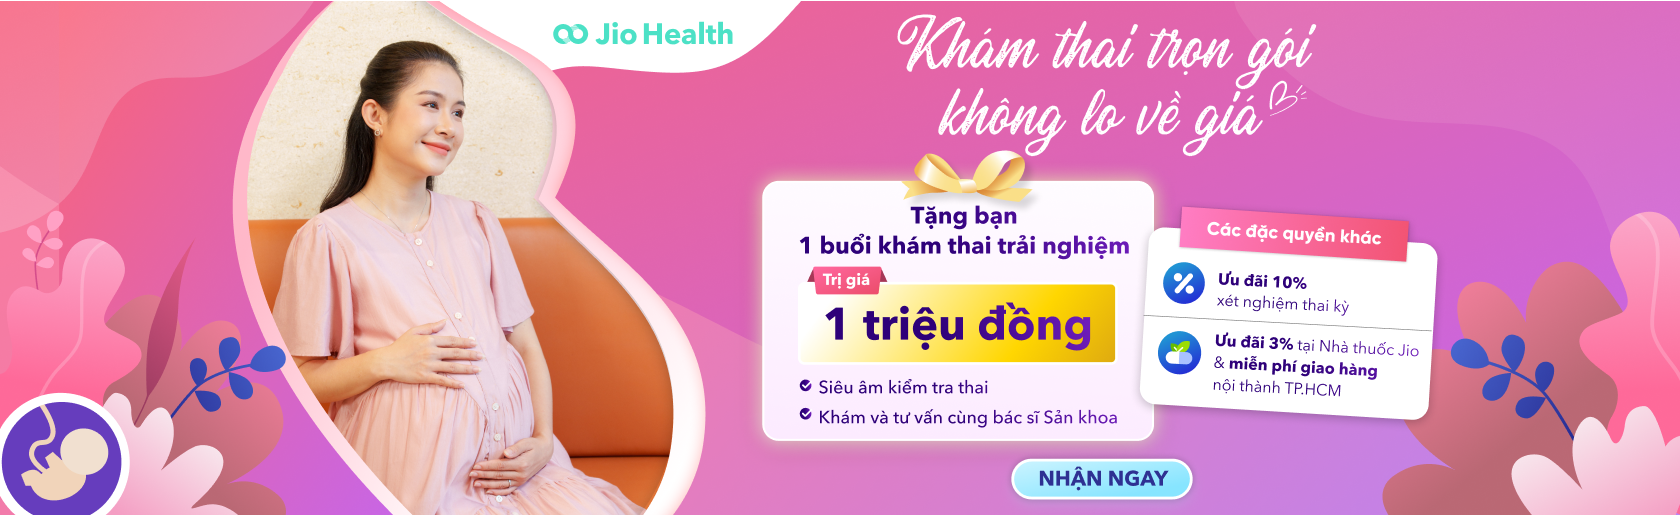 Jio Health
Khám thai trọn gói
không lo về giá
Tặng bạn
1 buổi khám thai trải nghiệm
Trị giá
1 triệu đồng
Siêu âm kiểm tra thai
Khám và tư vấn cùng bác sĩ Sản khoa
Các đặc quyền khác
Ưu đãi 10%
xét nghiệm thai kỳ
Ưu đãi 3% tại Nhà thuốc Jio
& miễn phí giao hàng
nội thành TP.HCM
NHẬN NGAY